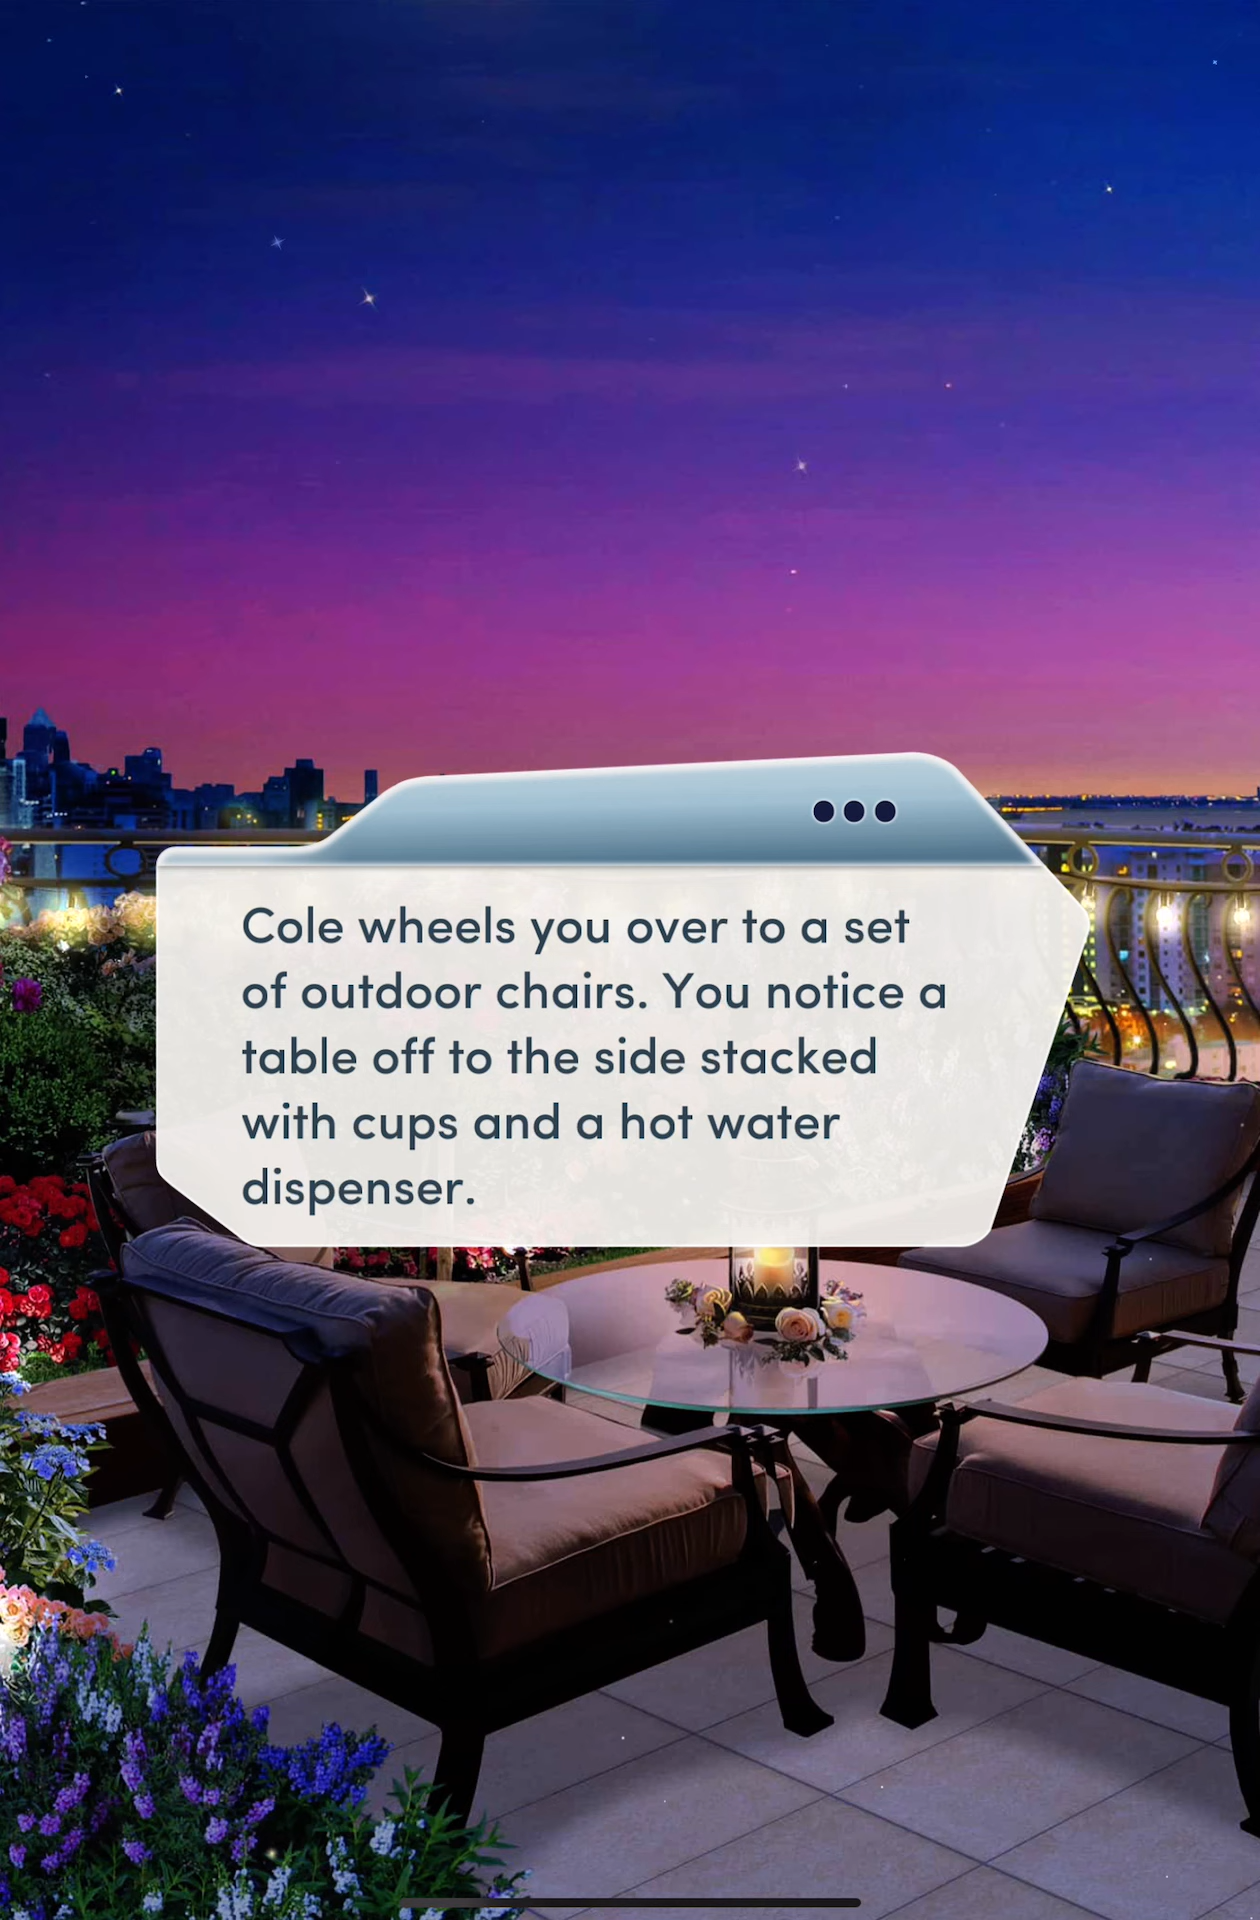 Cole wheels you over to a set
of outdoor chairs. You notice a
table off to the side stacked
with cups and a hot water
dispenser.